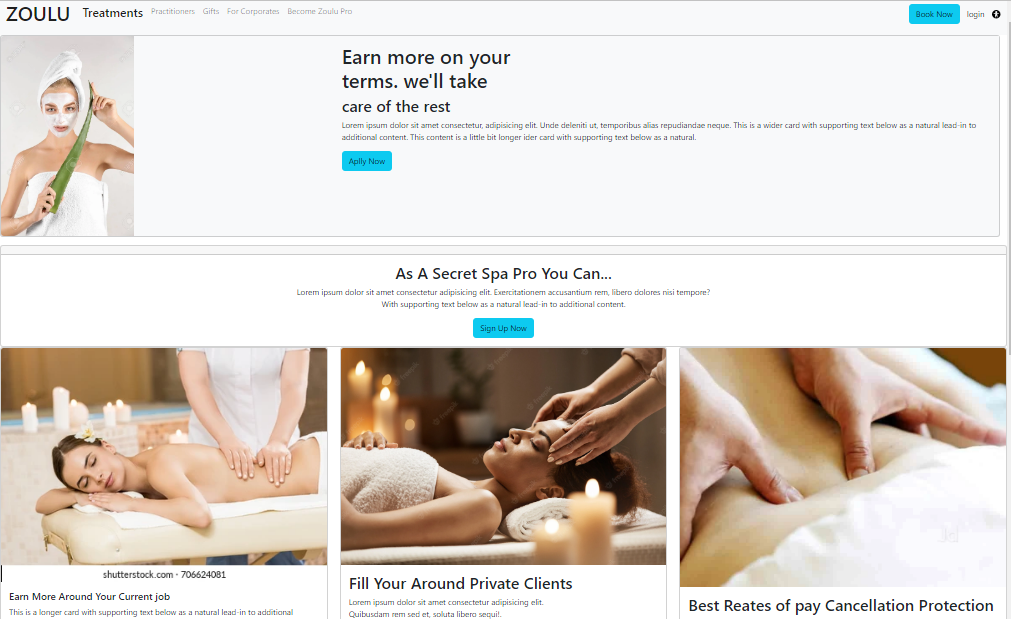 ZOULU Treatments Practitioners Gifts For Corporates Become Zoulu Pro Book Now login
Earn more on your
terms. we'll take
care of the rest
Lorem ipsum dolor sit amet consectetur, adipisicing elit. Unde deleniti ut, temporibus alias repudiandae neque. This is a wider card with supporting text below as a natural lead-in to
additional content. This content is a little bit longer ider card with supporting text below as a natural.
Aplly Now
As A Secret Spa Pro You Can...
Lorem ipsum dolor sit amet consectetur adipisicing elit. Exercitationem accusantium rem, libero dolores nisi tempore?
With supporting text below as a natural lead-in to additional content.
Sign Up Now
shutterstock.com · 706624081
Earn More Around Your Current job
This is a longer card with supporting text below as a natural lead-in to additional
Fill Your Around Private Clients
Lorem ipsum dolor sit amet consectetur adipisicing elit.
Quibusdam rem sed et, soluta libero sequi!.
Best Reates of pay Cancellation Protection